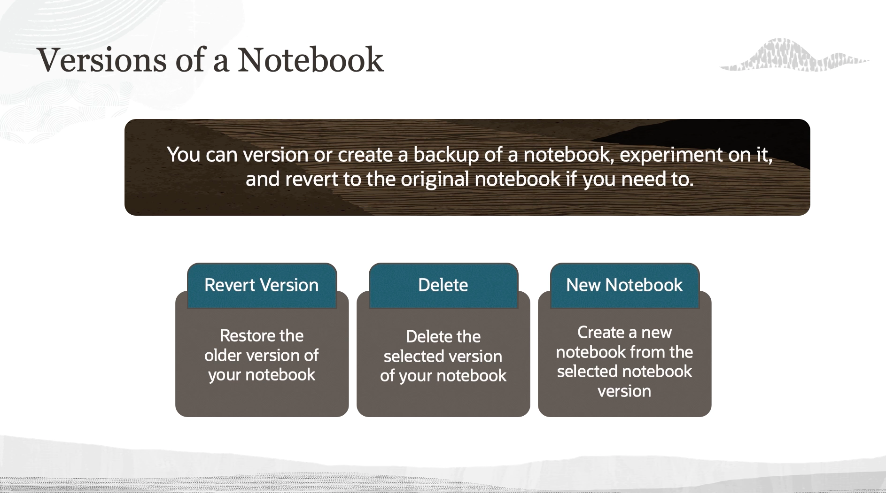 Versions of a Notebook
You can version or create a backup of a notebook, experiment on it,
and revert to the original notebook if you need to.
Revert Version
Restore the
older version of
your notebook
Delete
Delete the
selected version
of your notebook
New Notebook
Create a new
notebook from the
selected notebook
version